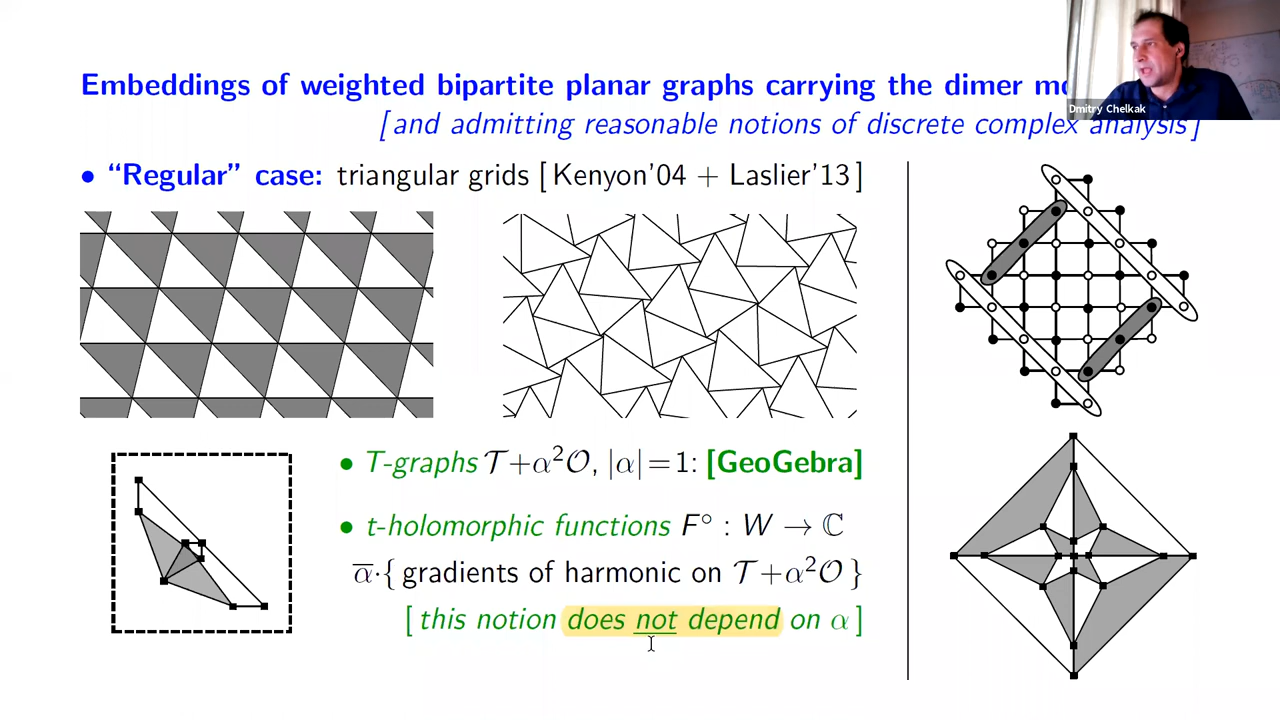 Embeddings of weighted bipartite planar graphs carrying the dimer
[and admitting reasonable notions of discrete complex analysis]
Dmitry Chelkak
• “Regular” case: triangular grids [Kenyon’04 + Laslier’13]
• T-graphs 𝒯+α²𝒪, |α|=1: [GeoGebra]
• t-holomorphic functions F° : W → ℂ
α̅·{gradients of harmonic on 𝒯+α²𝒪}
[this notion does not depend on α]